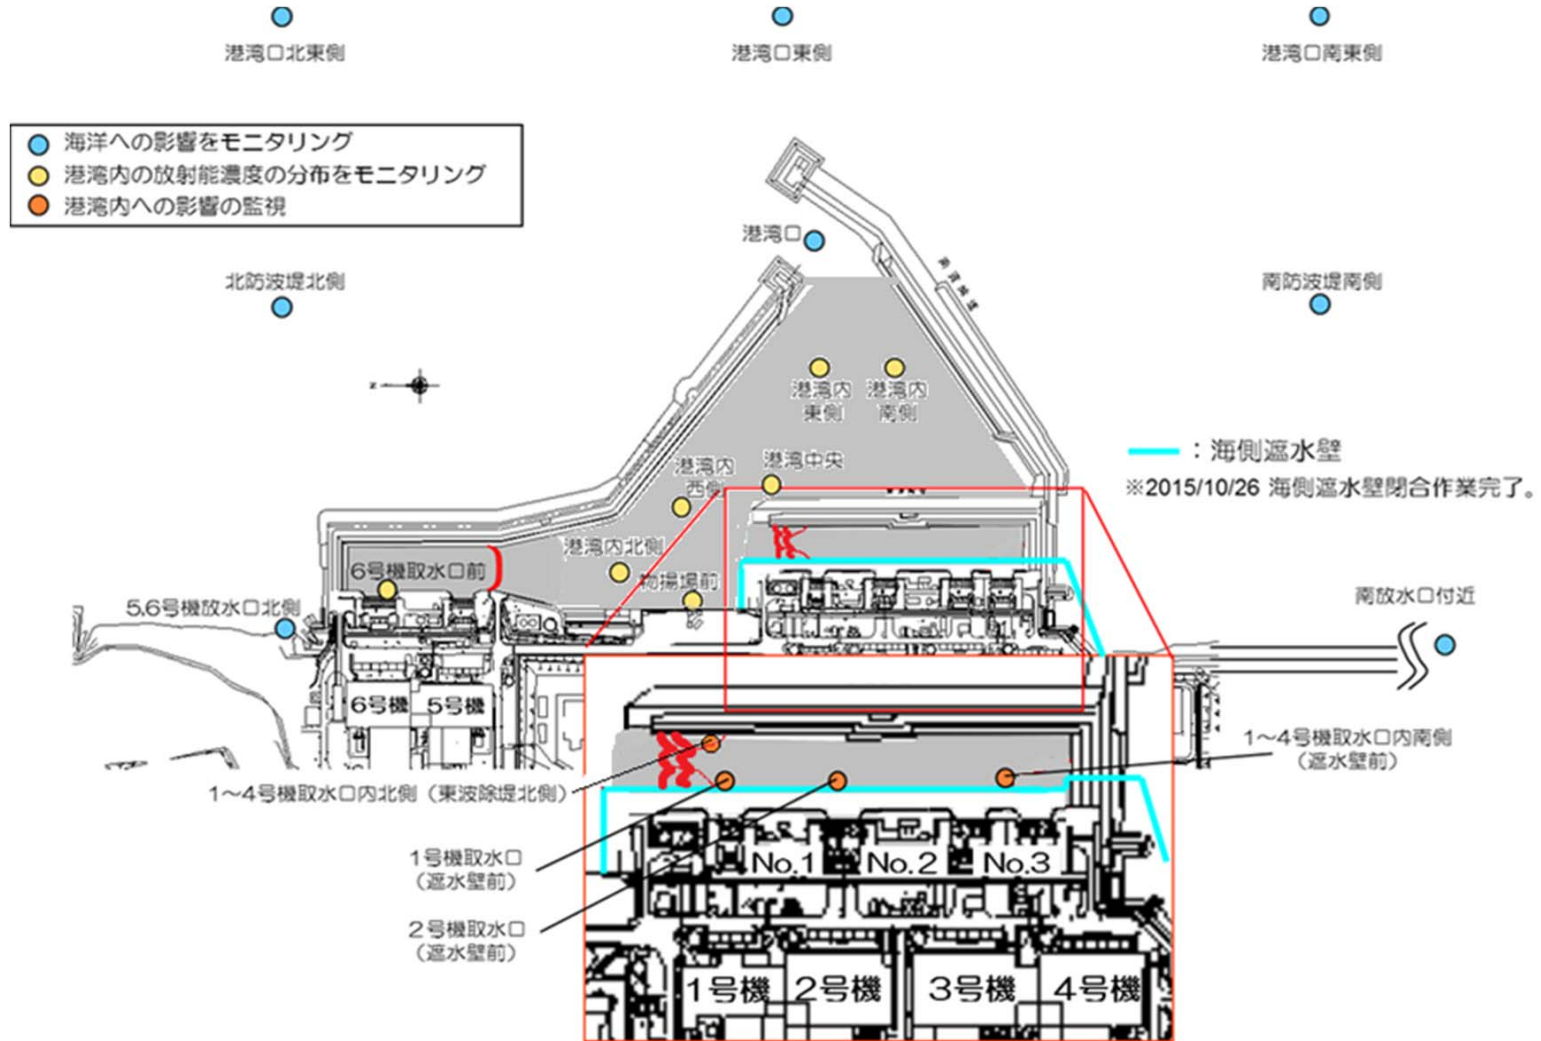 港湾口北東側
港湾口東側
港湾口南東側
海洋への影響をモニタリング
港湾内の放射能濃度の分布をモニタリング
港湾内への影響の監視
港湾口
北防波堤北側
南防波堤南側
港湾内
東側
港湾内
南側
：海側遮水壁
※2015/10/26 海側遮水壁閉合作業完了。
港湾中央
港湾内
西側
港湾内北側
6号機取水口前
物揚場前
5,6号機放水口北側
南放水口付近
6号機
5号機
1〜4号機取水口内南側
（遮水壁前）
1〜4号機取水口内北側（東波除堤北側）
1号機取水口
（遮水壁前）
No.1
No.2
No.3
2号機取水口
（遮水壁前）
1号機
2号機
3号機
4号機